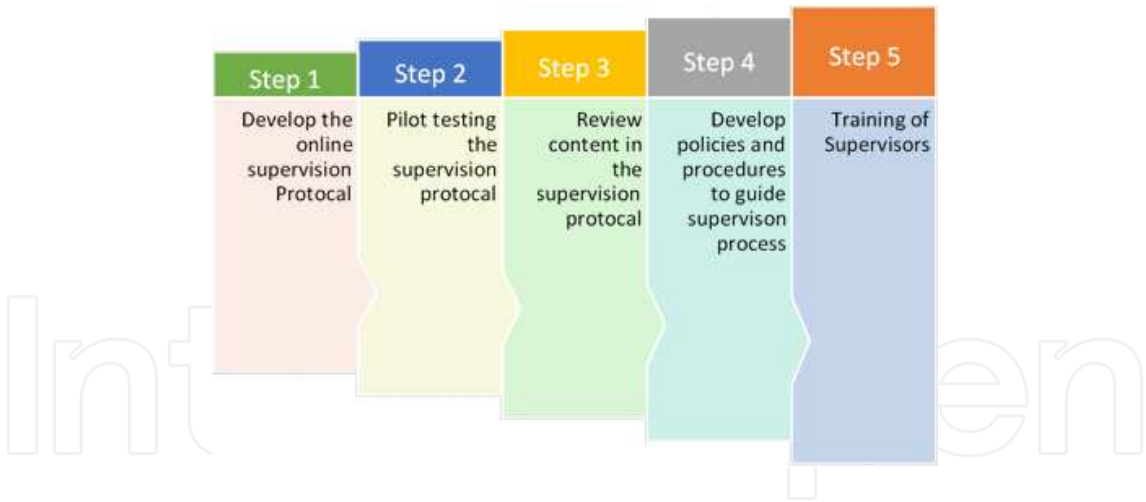 Step 1
Develop the
online
supervision
Protocal
Step 2
Pilot testing
the
supervision
protocal
Step 3
Review
content in
the
supervision
protocal
Step 4
Develop
policies and
procedures
to guide
supervison
process
Step 5
Training of
Supervisors